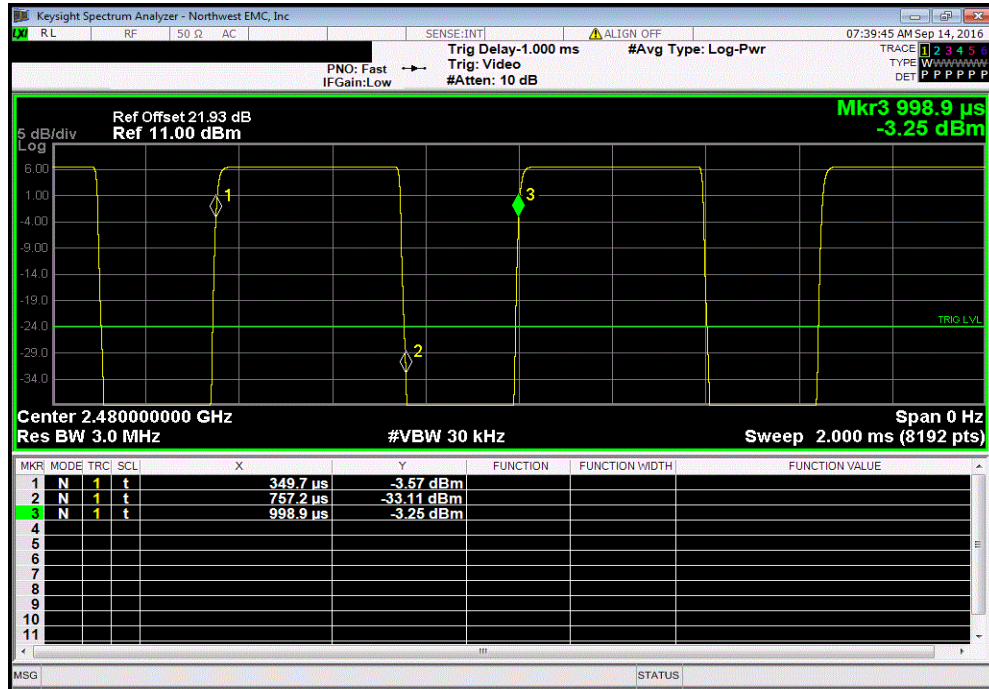 Keysight Spectrum Analyzer - Northwest EMC, Inc
LXI RL RF 50 Ω AC SENSE:INT ALIGN OFF 07:39:45 AM Sep 14, 2016
Trig Delay-1.000 ms #Avg Type: Log-Pwr TRACE 1 2 3 4 5 6
PNO: Fast Trig: Video TYPE WWWWWW
IFGain:Low #Atten: 10 dB DET P P P P P P
Mkr3 998.9 µs
-3.25 dBm
Ref Offset 21.93 dB
5 dB/div Ref 11.00 dBm
Log
6.00
1.00
-4.00
-9.00
-14.0
-19.0
-24.0
-29.0
-34.0
1
2
3
TRIG LVL
Center 2.480000000 GHz Span 0 Hz
Res BW 3.0 MHz #VBW 30 kHz Sweep 2.000 ms (8192 pts)
MKR MODE TRC SCL X Y FUNCTION FUNCTION WIDTH FUNCTION VALUE
1 N 1 t 349.7 µs -3.57 dBm
2 N 1 t 757.2 µs -33.11 dBm
3 N 1 t 998.9 µs -3.25 dBm
4
5
6
7
8
9
10
11
MSG STATUS